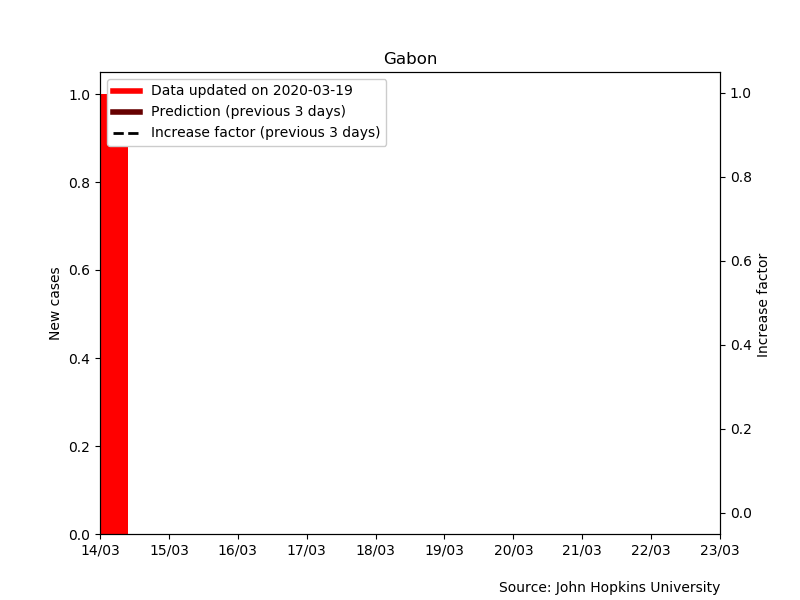 Gabon
Data updated on 2020-03-19
Prediction (previous 3 days)
Increase factor (previous 3 days)
New cases
1.0
0.8
0.6
0.4
0.2
0.0
1.0
0.8
0.6
0.4
0.2
0.0
Increase factor
14/03 15/03 16/03 17/03 18/03 19/03 20/03 21/03 22/03 23/03
Source: John Hopkins University